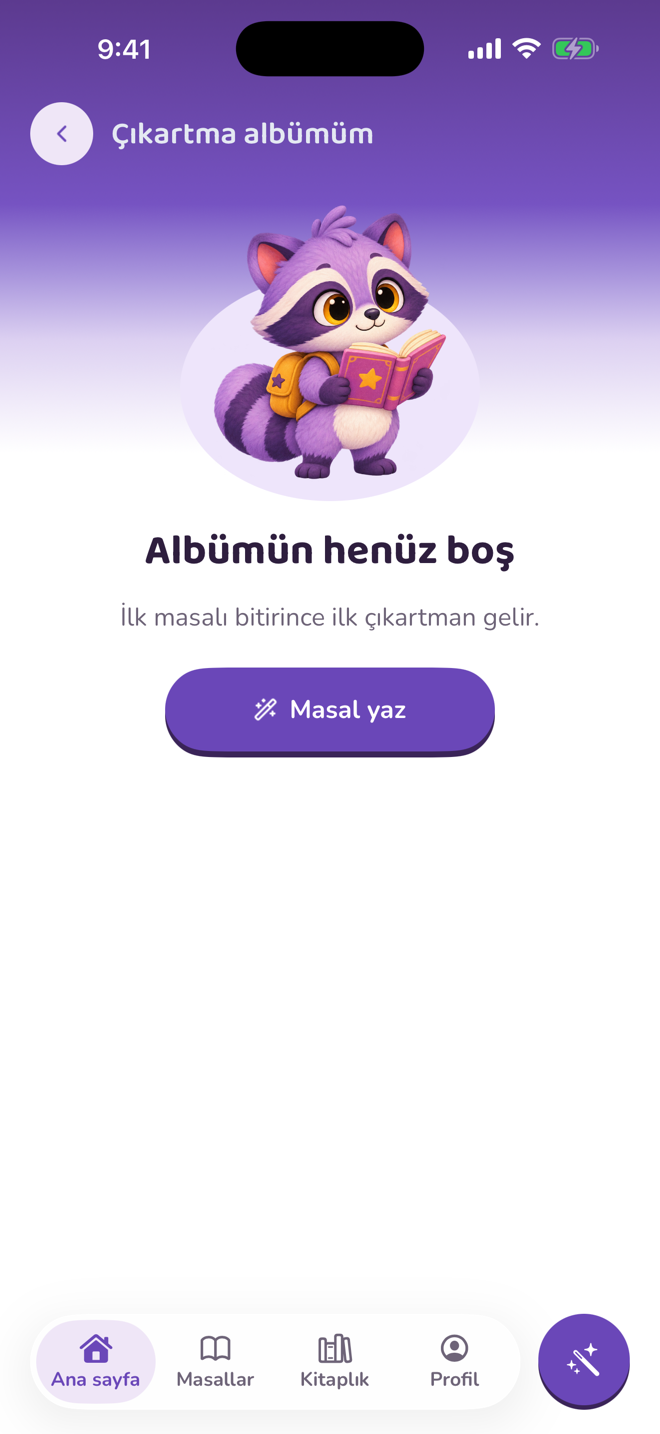 9:41
Çıkartma albümüm
Albümün henüz boş
İlk masalı bitirince ilk çıkartman gelir.
Masal yaz
Ana sayfa
Masallar
Kitaplık
Profil